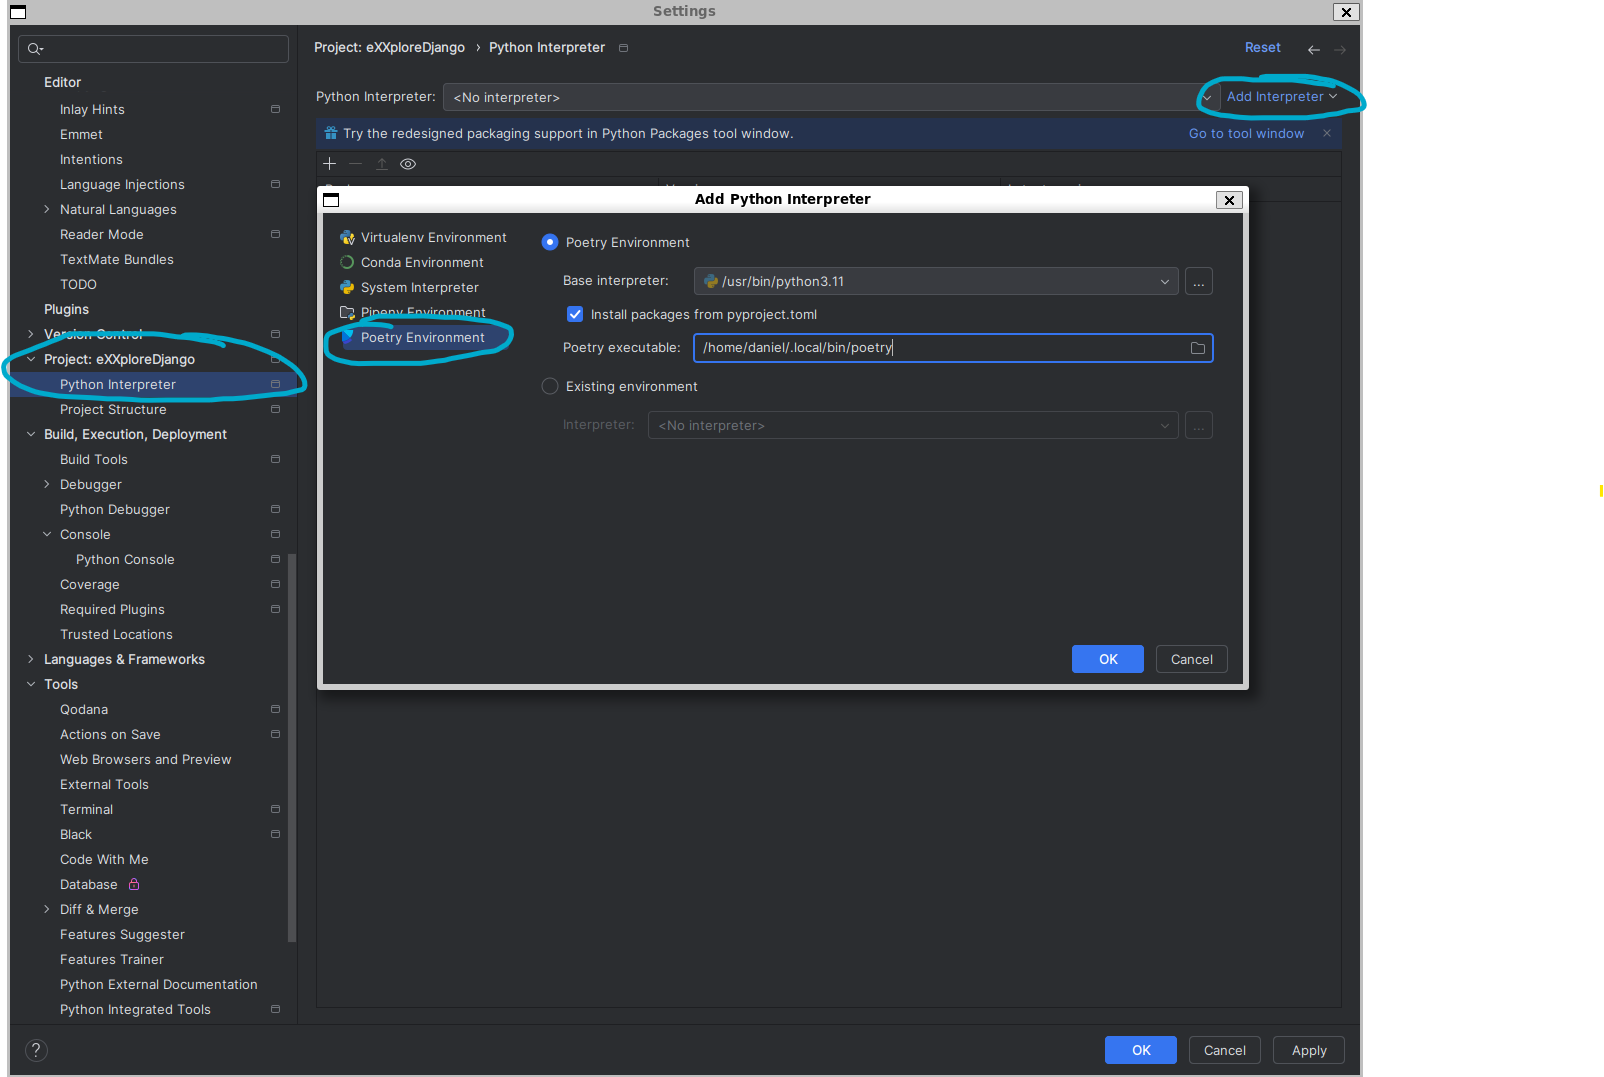 Settings
Project: eXXploreDjango › Python Interpreter
Reset
Python Interpreter: <No interpreter>
Add Interpreter
Try the redesigned packaging support in Python Packages tool window.
Go to tool window
Editor
Inlay Hints
Emmet
Intentions
Language Injections
Natural Languages
Reader Mode
TextMate Bundles
TODO
Plugins
Version Control
Project: eXXploreDjango
Python Interpreter
Project Structure
Build, Execution, Deployment
Build Tools
Debugger
Python Debugger
Console
Python Console
Coverage
Required Plugins
Trusted Locations
Languages & Frameworks
Tools
Qodana
Actions on Save
Web Browsers and Preview
External Tools
Terminal
Black
Code With Me
Database
Diff & Merge
Features Suggester
Features Trainer
Python External Documentation
Python Integrated Tools
Add Python Interpreter
Virtualenv Environment
Conda Environment
System Interpreter
Pipenv Environment
Poetry Environment
Poetry Environment
Base interpreter: /usr/bin/python3.11 ...
Install packages from pyproject.toml
Poetry executable: /home/daniel/.local/bin/poetry
Existing environment
Interpreter: <No interpreter> ...
OK
Cancel
?
OK
Cancel
Apply